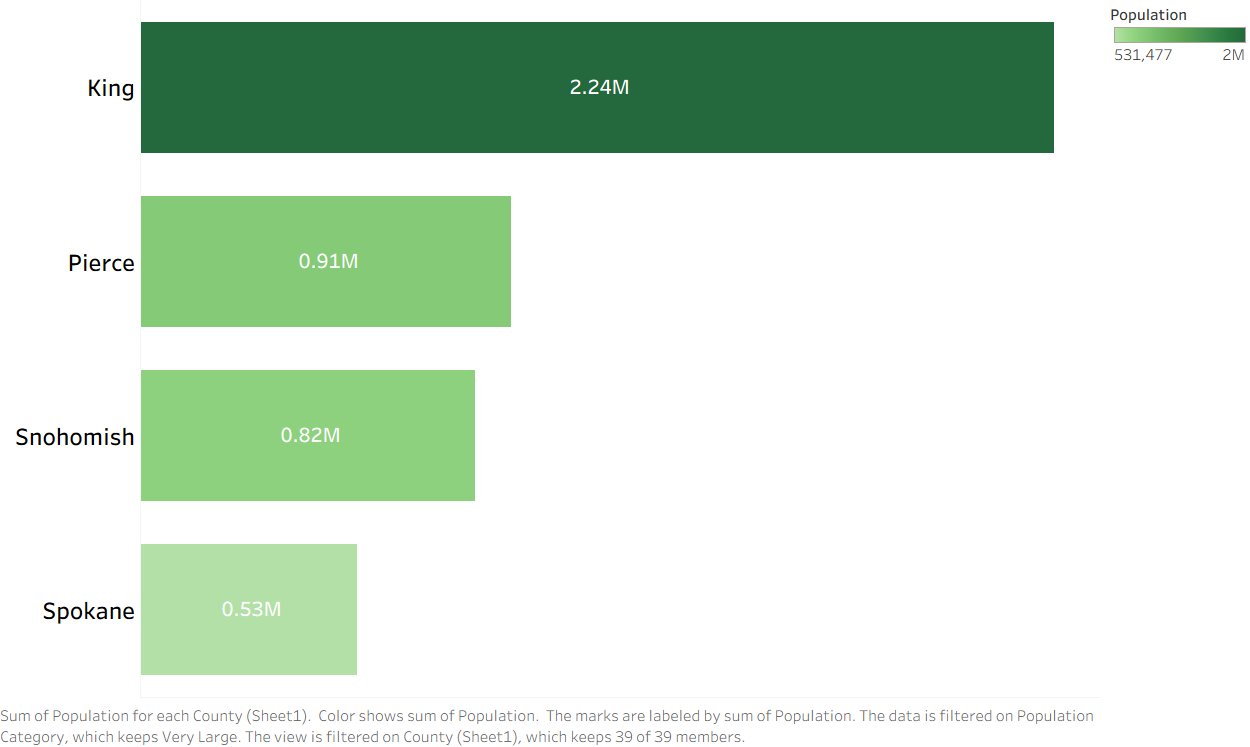 Population
531,477 2M
King 2.24M
Pierce 0.91M
Snohomish 0.82M
Spokane 0.53M
Sum of Population for each County (Sheet1).  Color shows sum of Population.  The marks are labeled by sum of Population. The data is filtered on Population
Category, which keeps Very Large. The view is filtered on County (Sheet1), which keeps 39 of 39 members.